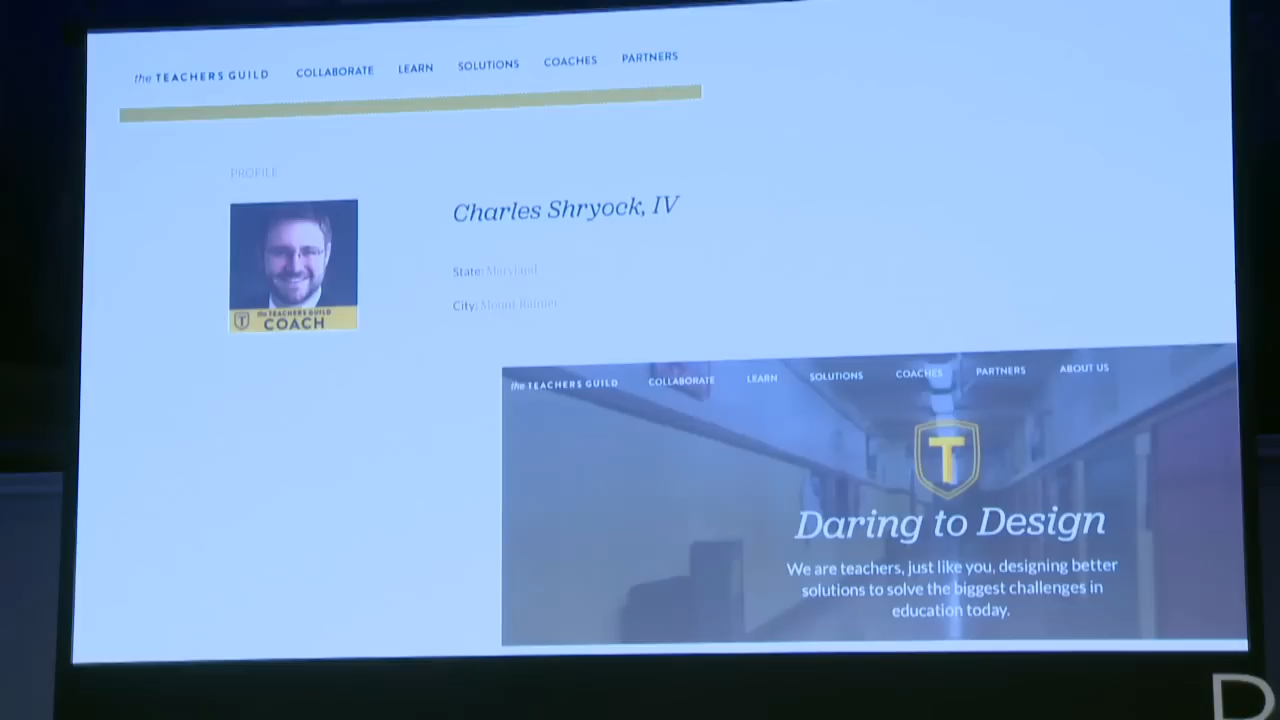 the TEACHERS GUILD COLLABORATE LEARN SOLUTIONS COACHES PARTNERS
PROFILE
Charles Shryock, IV
State: Maryland
City: Mount Rainier
the TEACHERS GUILD
COACH
the TEACHERS GUILD COLLABORATE LEARN SOLUTIONS COACHES PARTNERS ABOUT US
T
Daring to Design
We are teachers, just like you, designing better
solutions to solve the biggest challenges in
education today.